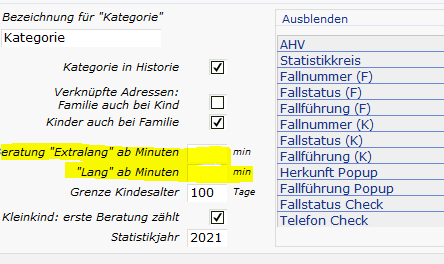 Bezeichnung für "Kategorie"
Kategorie
Kategorie in Historie
Verknüpfte Adressen:
Familie auch bei Kind
Kinder auch bei Familie
"Extralang" ab Minuten min
"Lang" ab Minuten min
Grenze Kindesalter 100 Tage
Kleinkind: erste Beratung zählt
Statistikjahr 2021
Ausblenden
AHV
Statistikkreis
Fallnummer (F)
Fallstatus (F)
Fallführung (F)
Fallnummer (K)
Fallstatus (K)
Fallführung (K)
Herkunft Popup
Fallführung Popup
Fallstatus Check
Telefon Check